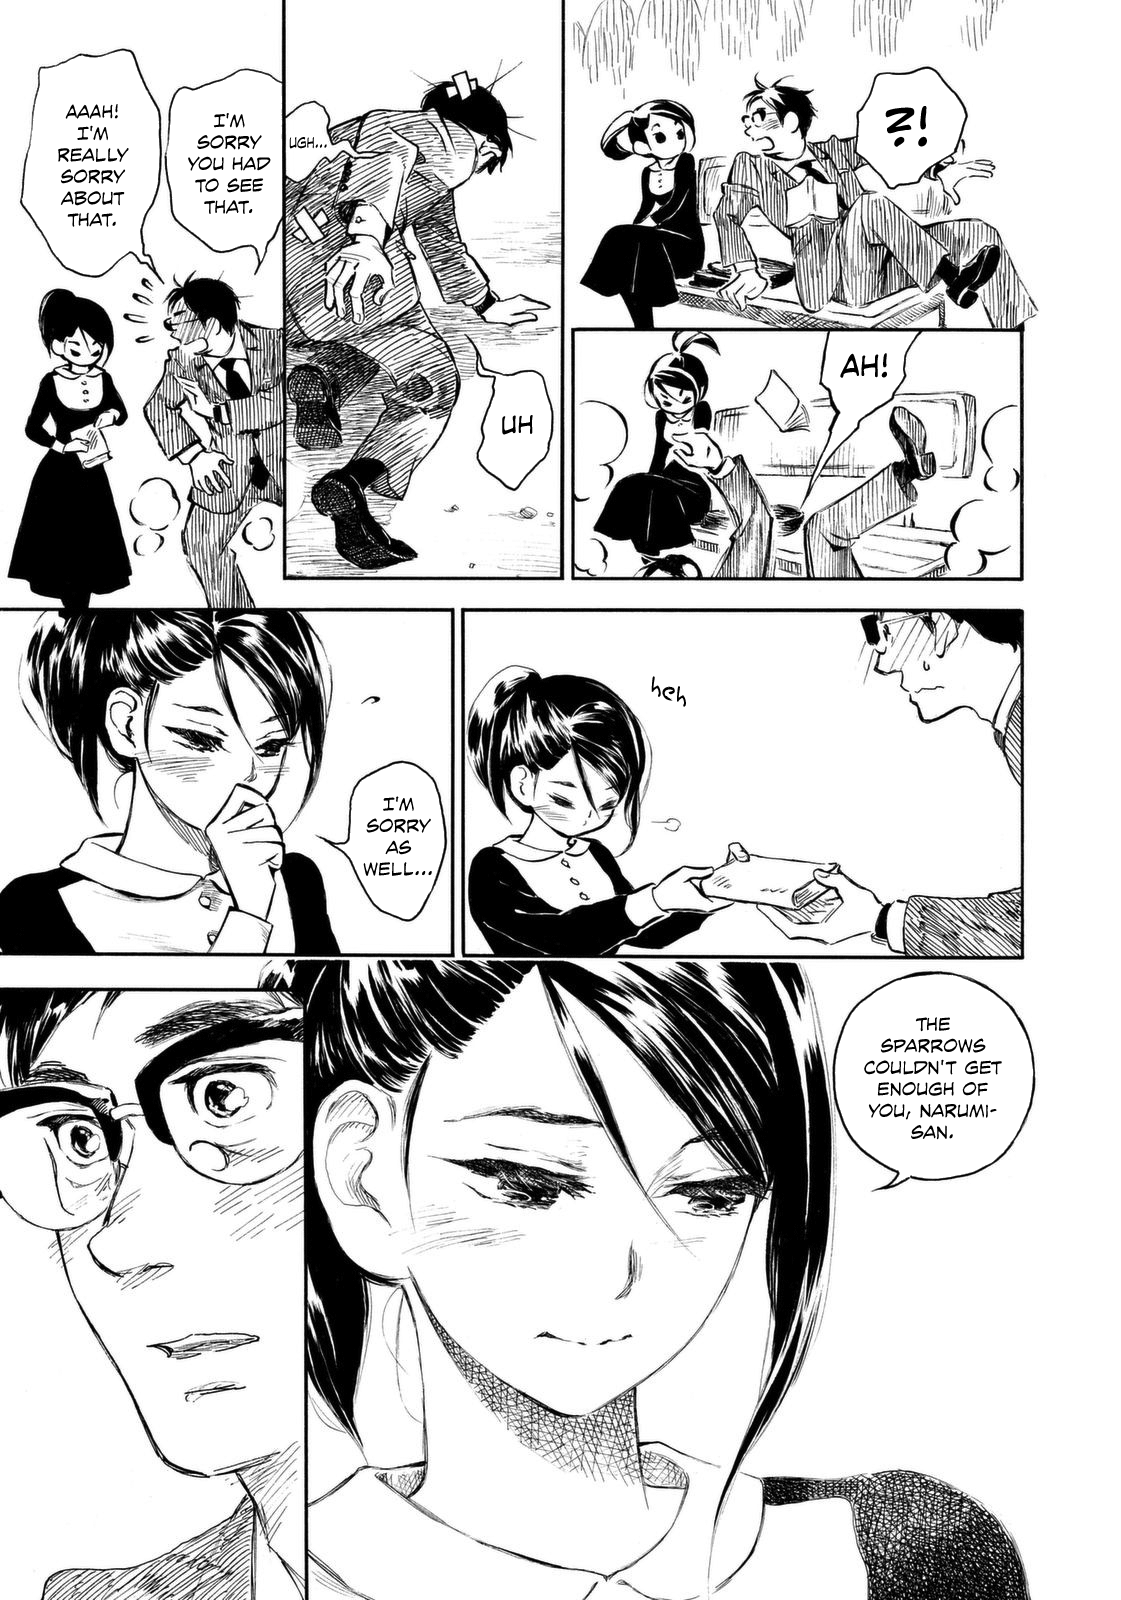 ?!
AH!
UGH...
UH
I'M
SORRY
YOU HAD
TO SEE
THAT.
AAAH!
I'M
REALLY
SORRY
ABOUT
THAT.
heh
I'M
SORRY
AS
WELL...
THE
SPARROWS
COULDN'T GET
ENOUGH OF
YOU, NARUMI-
SAN.